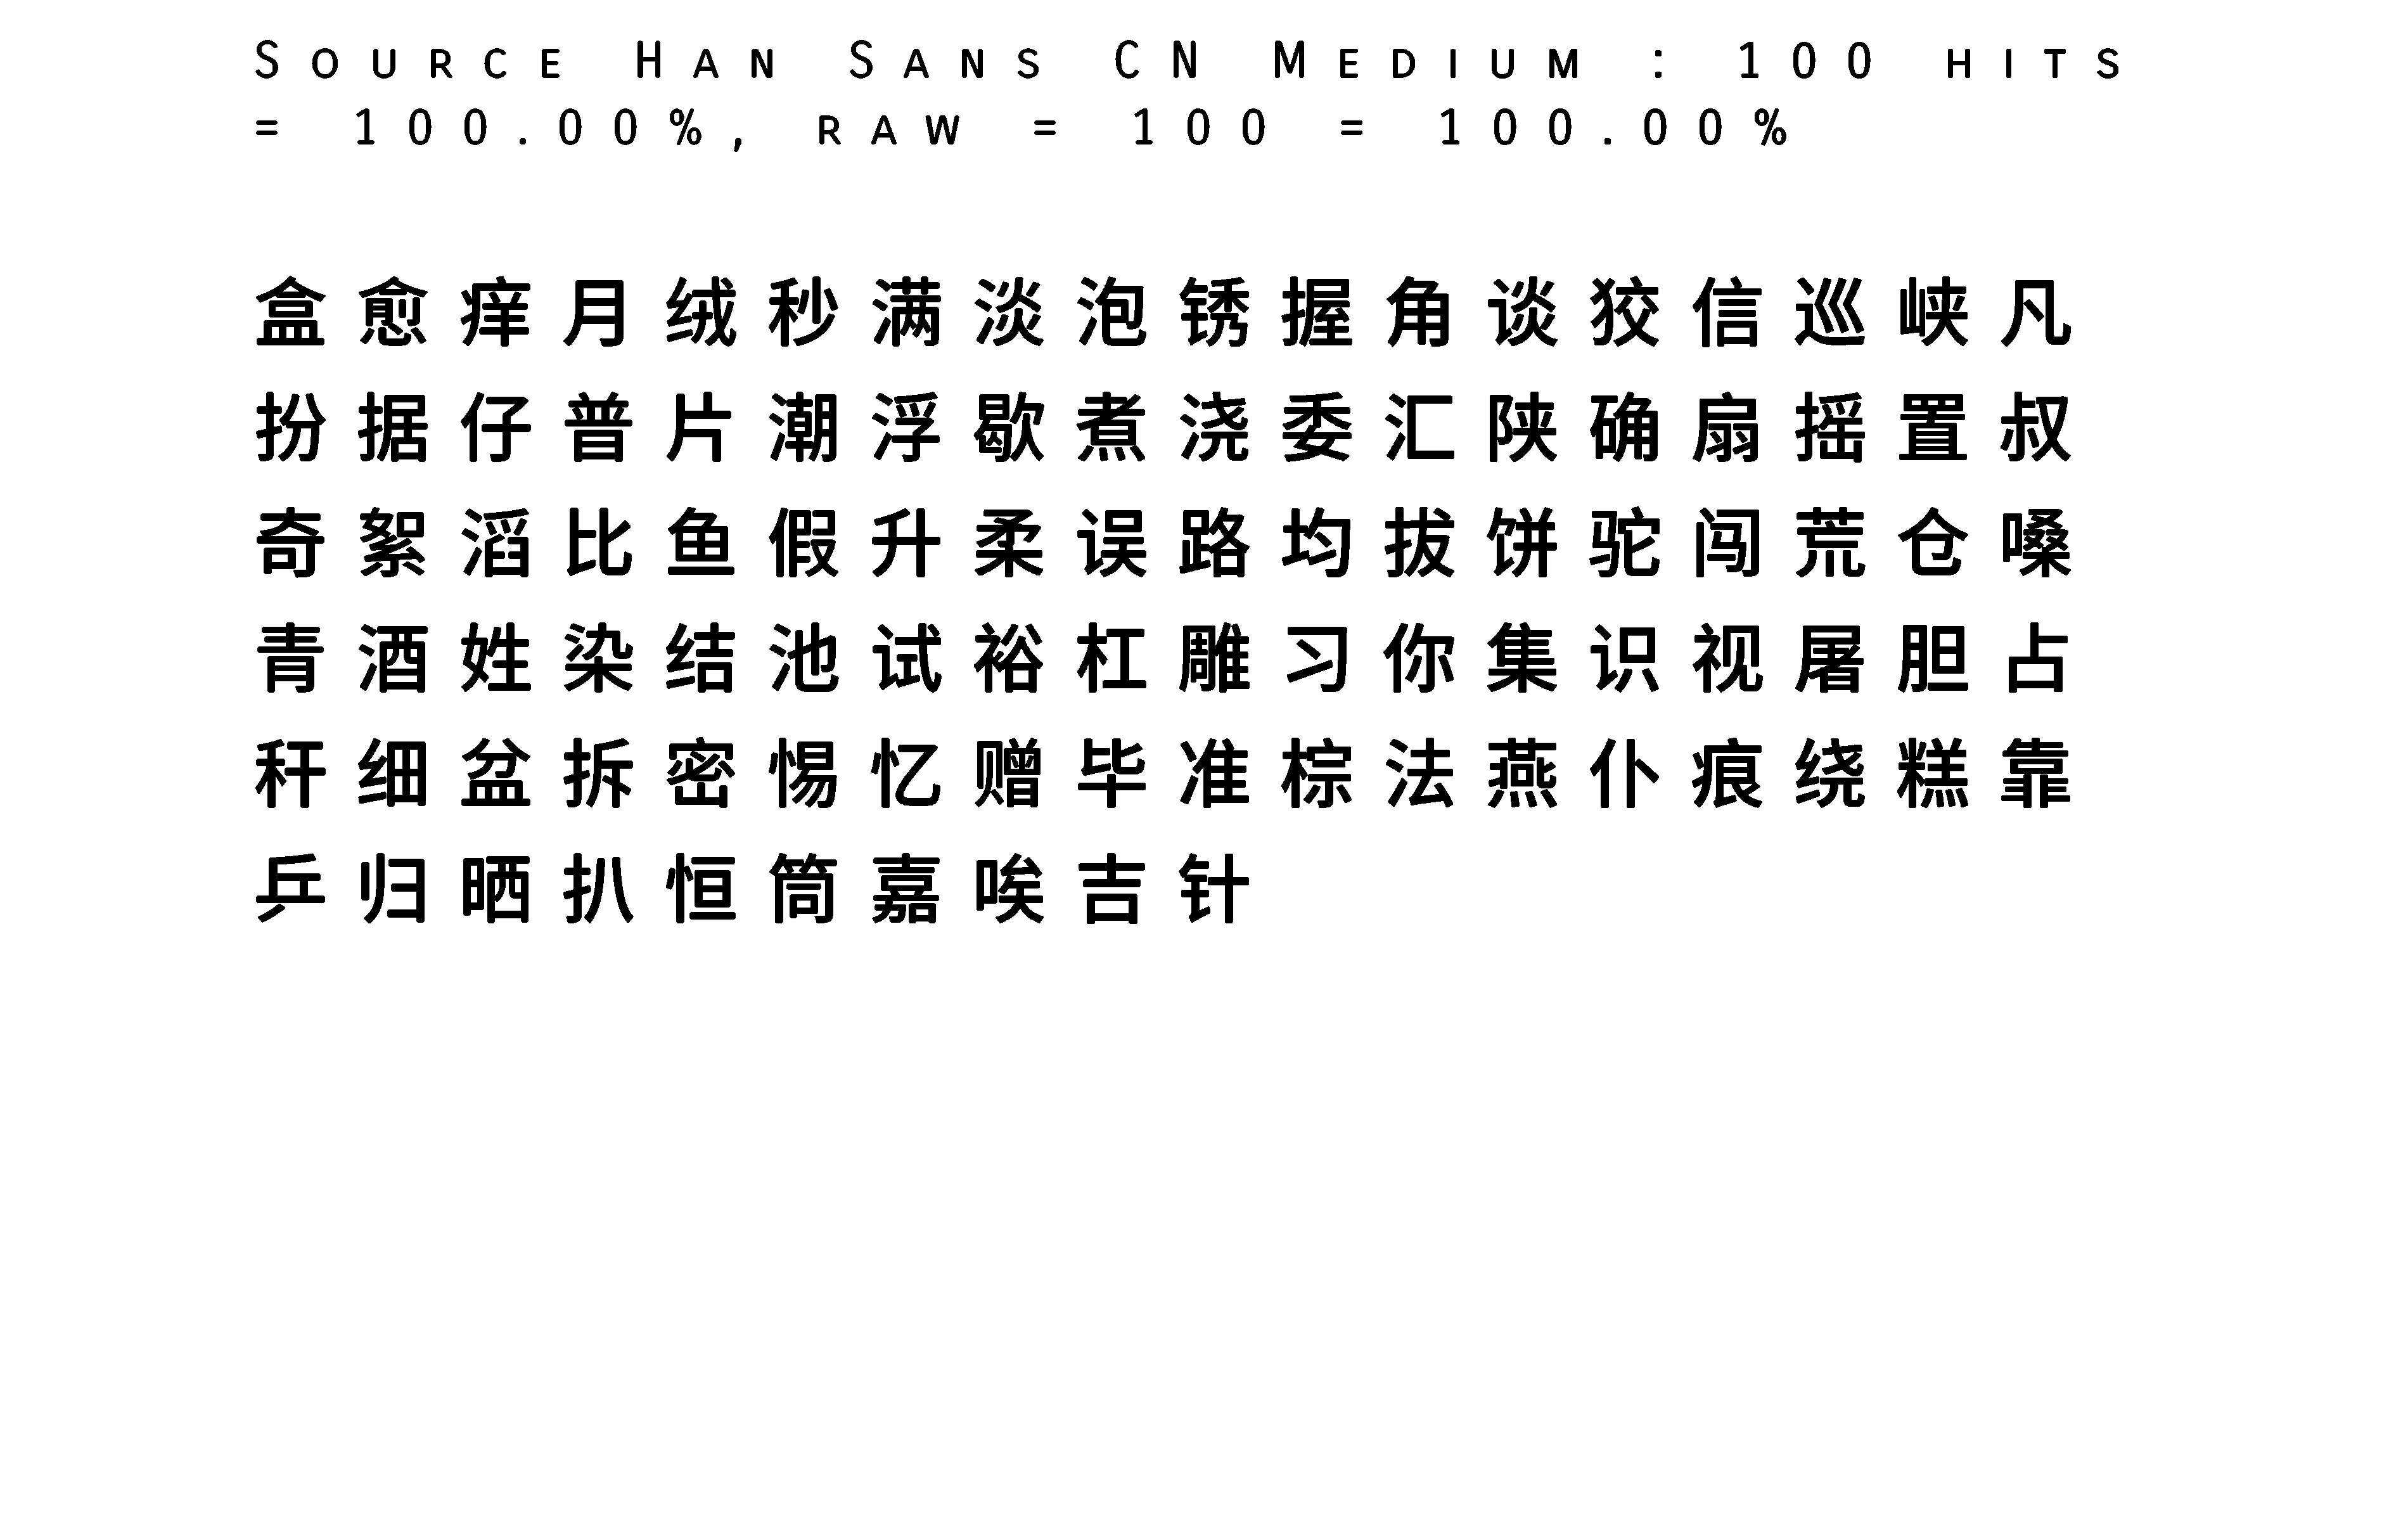 Source Han Sans CN Medium : 100 hits
= 100.00%, raw = 100 = 100.00%
盒愈痒月绒秒满淡泡锈握角谈狡信巡峡凡
扮据仔普片潮浮歇煮浇委汇陕确扇摇置叔
奇絮滔比鱼假升柔误路均拔饼驼闯荒仓嗓
青酒姓染结池试裕杠雕习你集识视屠胆占
秆细盆拆密惕忆赠毕准棕法燕仆痕绕糕靠
乒归晒扒恒筒嘉唉吉针